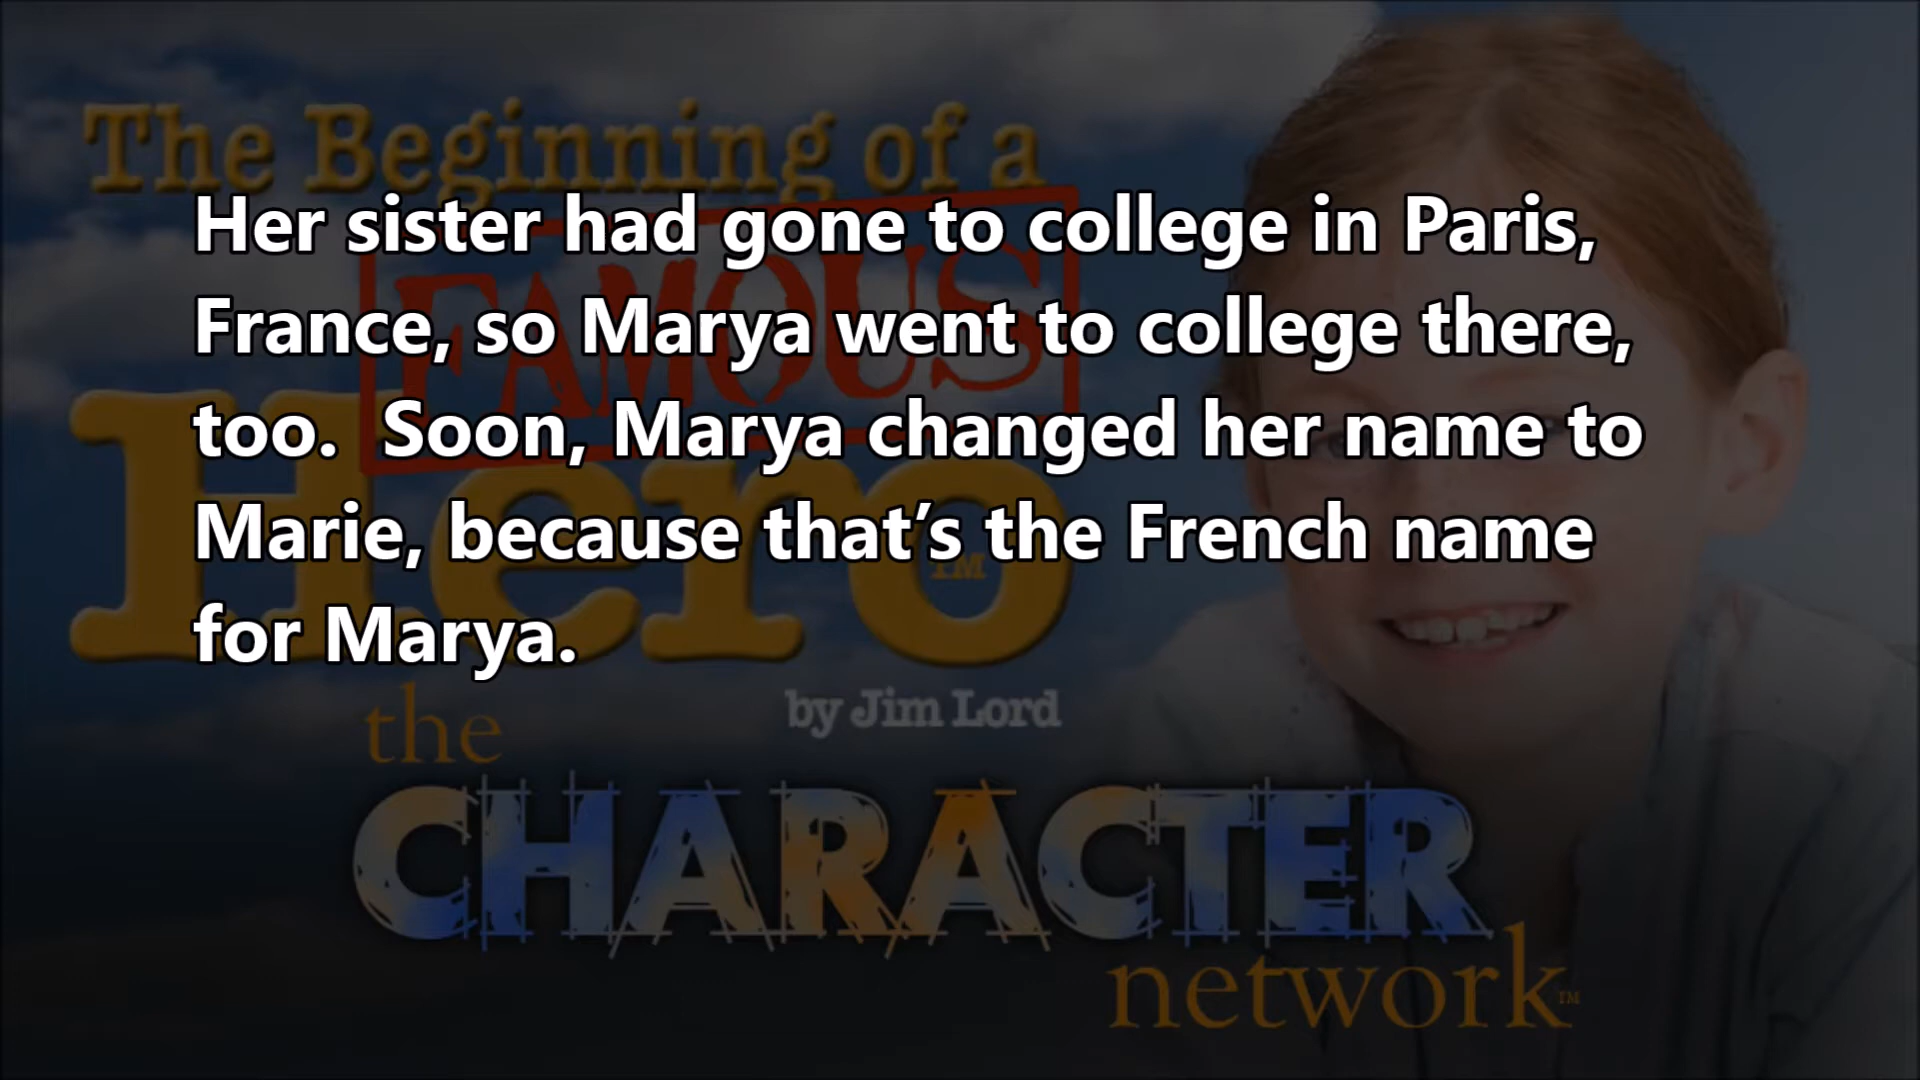 The Beginning of a
FAMOUS
Hero™
by Jim Lord
Her sister had gone to college in Paris,
France, so Marya went to college there,
too.  Soon, Marya changed her name to
Marie, because that’s the French name
for Marya.
the
CHARACTER
network™